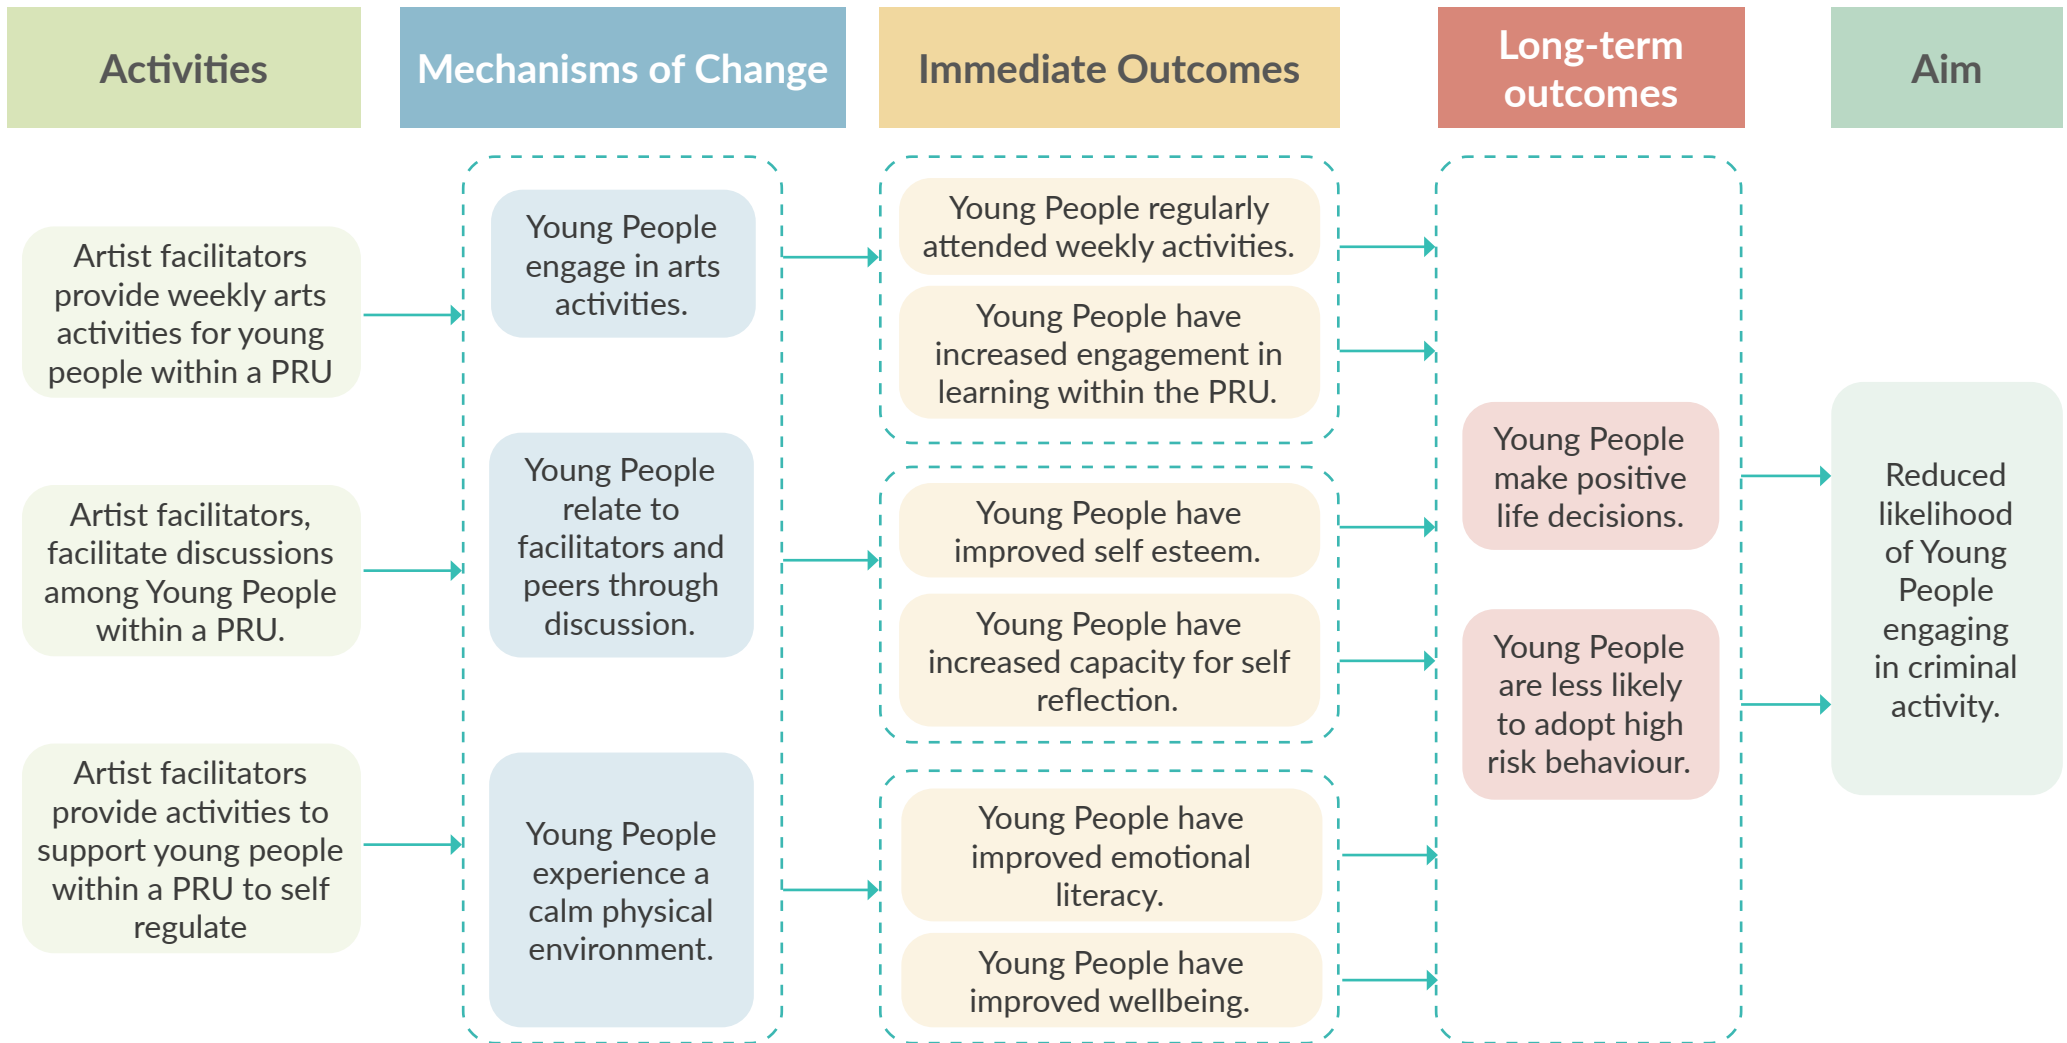 Activities
Mechanisms of Change
Immediate Outcomes
Long-term
outcomes
Aim
Artist facilitators
provide weekly arts
activities for young
people within a PRU
Artist facilitators,
facilitate discussions
among Young People
within a PRU.
Artist facilitators
provide activities to
support young people
within a PRU to self
regulate
Young People
engage in arts
activities.
Young People
relate to
facilitators and
peers through
discussion.
Young People
experience a
calm physical
environment.
Young People regularly
attended weekly activities.
Young People have
increased engagement in
learning within the PRU.
Young People have
improved self esteem.
Young People have
increased capacity for self
reflection.
Young People have
improved emotional
literacy.
Young People have
improved wellbeing.
Young People
make positive
life decisions.
Young People
are less likely
to adopt high
risk behaviour.
Reduced
likelihood
of Young
People
engaging
in criminal
activity.